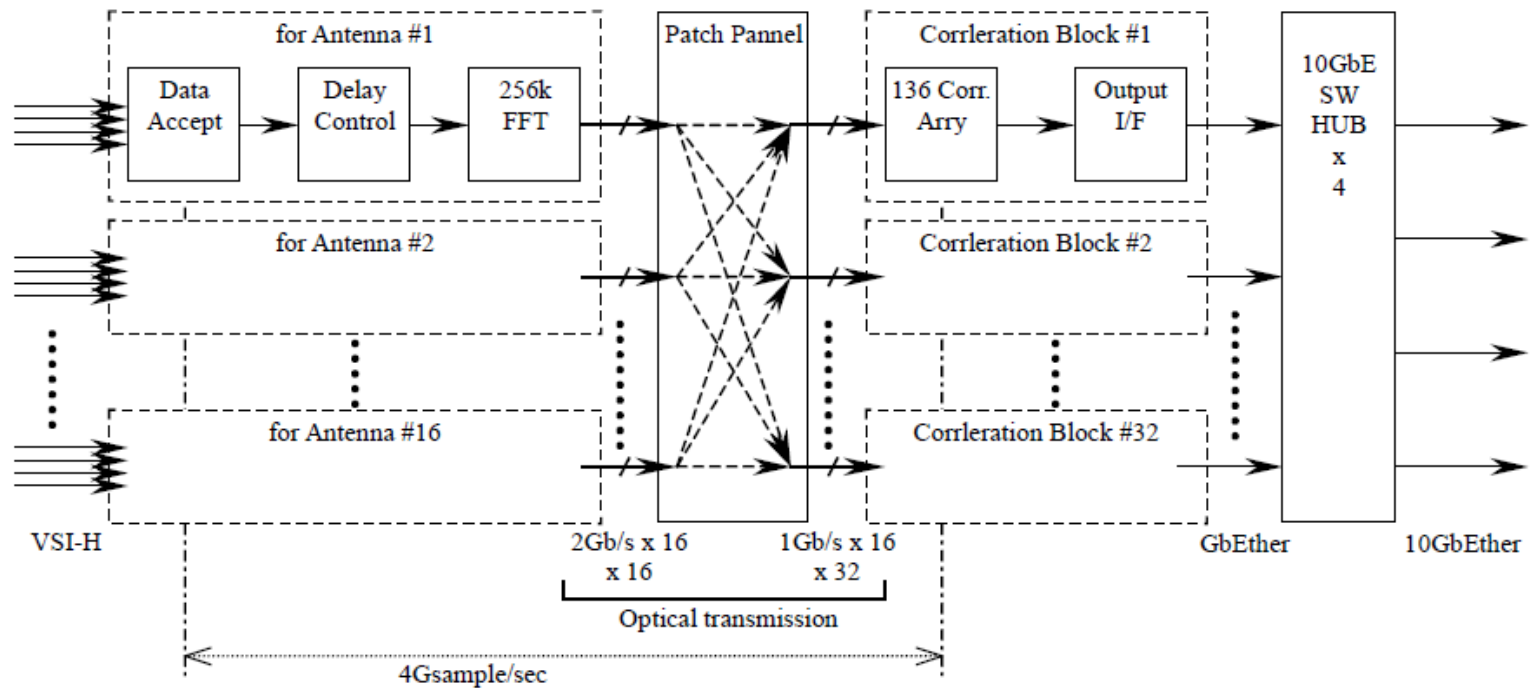 for Antenna #1
Data
Accept
Delay
Control
256k
FFT
Patch Pannel
Corrleration Block #1
136 Corr.
Arry
Output
I/F
10GbE
SW
HUB
x
4
for Antenna #2
Corrleration Block #2
for Antenna #16
Corrleration Block #32
VSI-H
2Gb/s x 16
x 16
1Gb/s x 16
x 32
GbEther
10GbEther
Optical transmission
4Gsample/sec